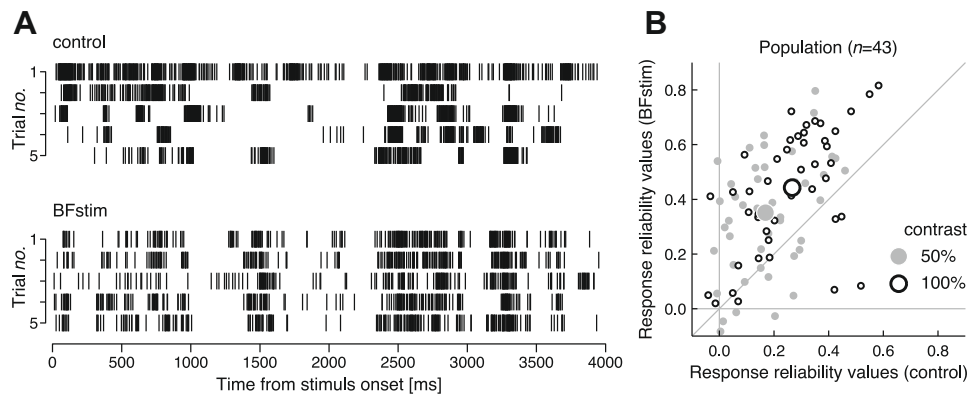 A
control
1
Trial no.
5
BFstim
1
Trial no.
5
0 500 1000 1500 2000 2500 3000 3500 4000
Time from stimuls onset [ms]
B
Population (n=43)
Response reliability values (BFstim)
0.8
0.6
0.4
0.2
0.0
contrast
50%
100%
0.0 0.2 0.4 0.6 0.8
Response reliability values (control)